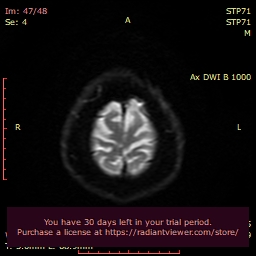 Im: 47/48
Se: 4
A
STP71
STP71
M
Ax DWI B 1000
R
L
You have 30 days left in your trial period.
Purchase a license at https://radiantviewer.com/store/